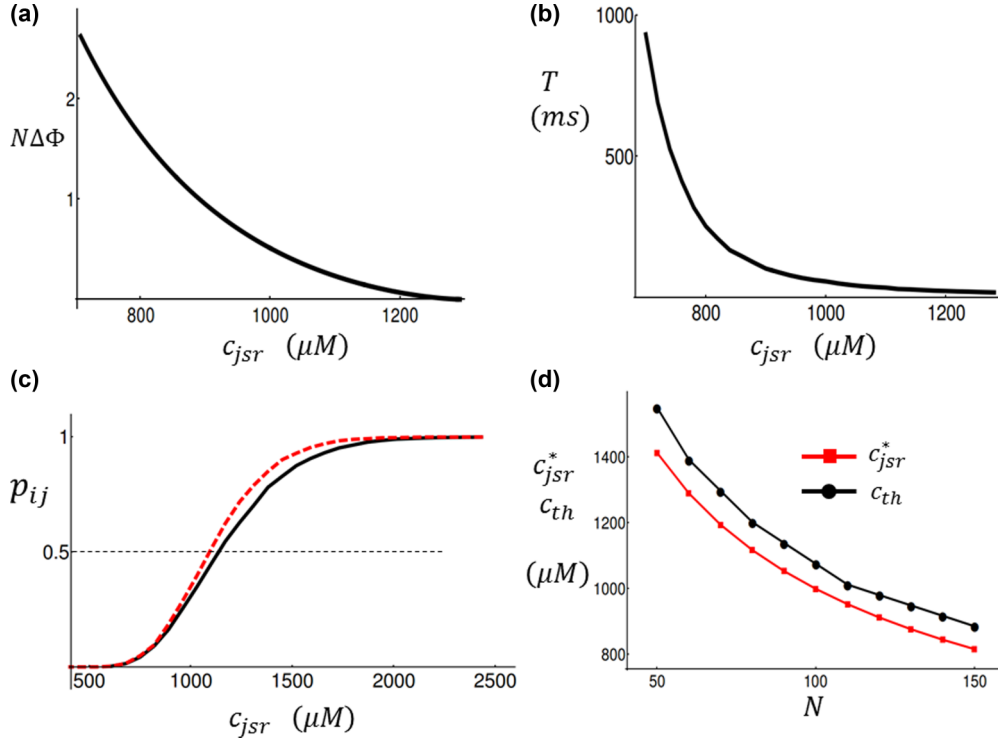 (a)
2
NΔΦ
1
800
1000
1200
c_jsr (μM)
(b)
1000
T
(ms)
500
800
1000
1200
c_jsr (μM)
(c)
1
p_ij
0.5
500
1000
1500
2000
2500
c_jsr (μM)
(d)
1400
c*_jsr
c_th
1200
(μM)
1000
800
c*_jsr
c_th
50
100
150
N